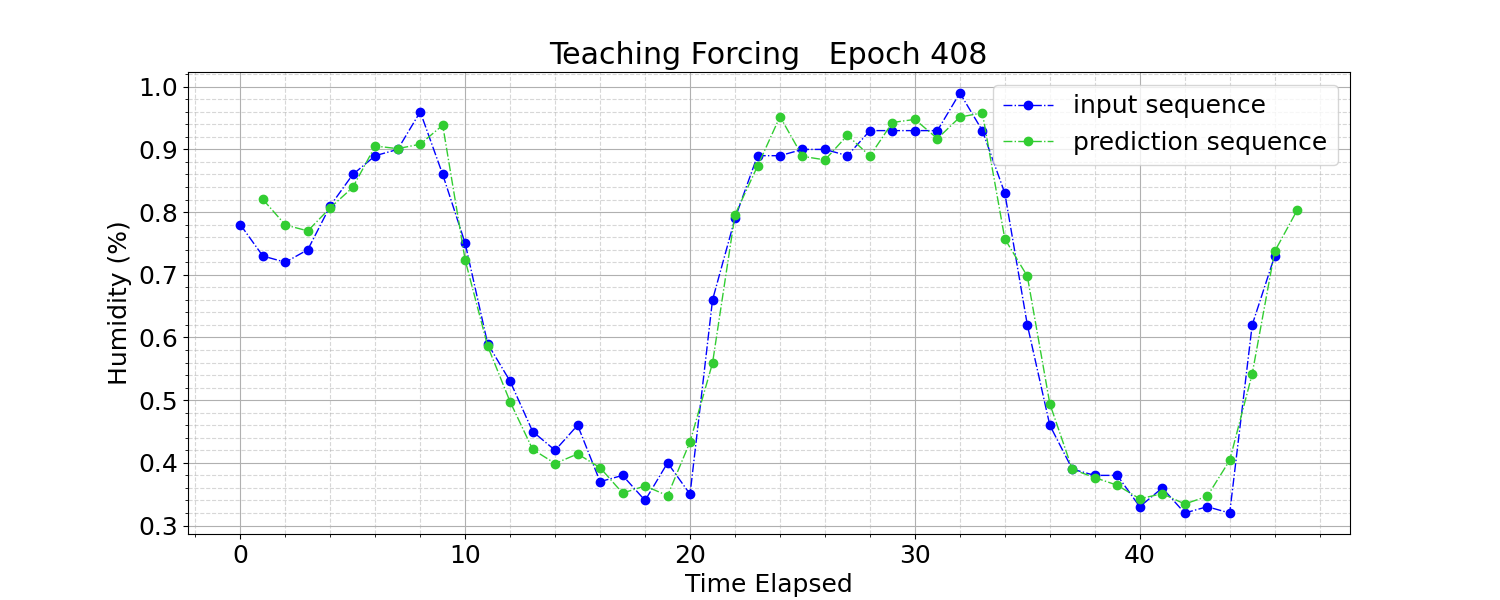 Teaching Forcing   Epoch 408
input sequence
prediction sequence
Humidity (%)
1.0
0.9
0.8
0.7
0.6
0.5
0.4
0.3
0 10 20 30 40
Time Elapsed